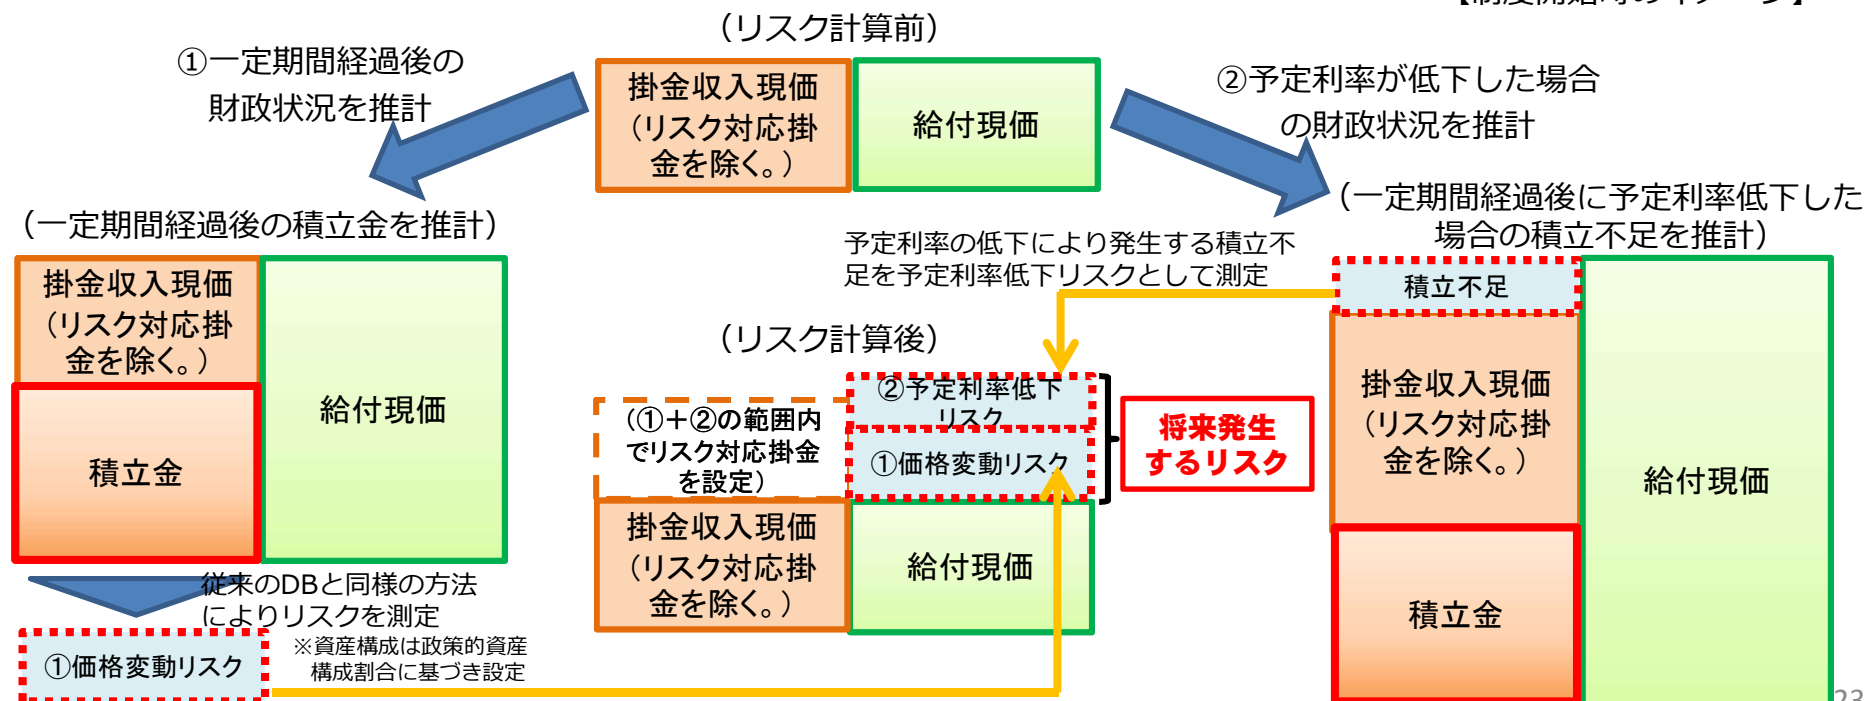 【制度開始時のイメージ】
(リスク計算前)
①一定期間経過後の
財政状況を推計
掛金収入現価
(リスク対応掛
金を除く。)
給付現価
②予定利率が低下した場合
の財政状況を推計
(一定期間経過後の積立金を推計)
掛金収入現価
(リスク対応掛
金を除く。)
積立金
給付現価
従来のDBと同様の方法
によりリスクを測定
※資産構成は政策的資産
構成割合に基づき設定
①価格変動リスク
予定利率の低下により発生する積立不
足を予定利率低下リスクとして測定
(リスク計算後)
(①+②の範囲内
でリスク対応掛金
を設定)
②予定利率低下
リスク
①価格変動リスク
将来発生
するリスク
掛金収入現価
(リスク対応掛
金を除く。)
給付現価
(一定期間経過後に予定利率低下した
場合の積立不足を推計)
積立不足
掛金収入現価
(リスク対応掛
金を除く。)
積立金
給付現価
23